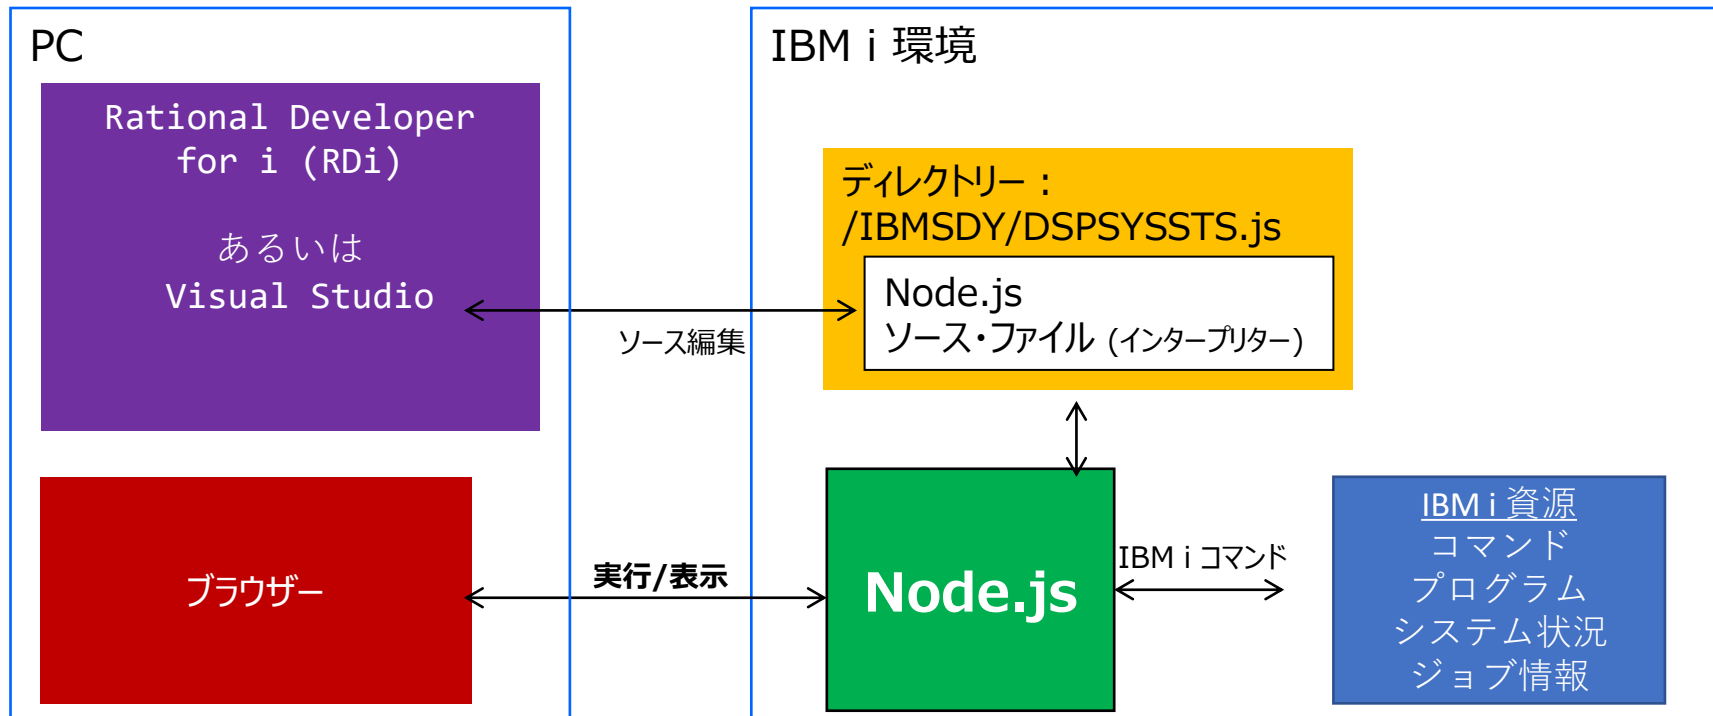 PC
Rational Developer
for i (RDi)
あるいは
Visual Studio
ブラウザー
ソース編集
実行/表示
IBM i 環境
ディレクトリー：
/IBMSDY/DSPSYSSTS.js
Node.js
ソース・ファイル (インタープリター)
Node.js
IBM i コマンド
IBM i 資源
コマンド
プログラム
システム状況
ジョブ情報